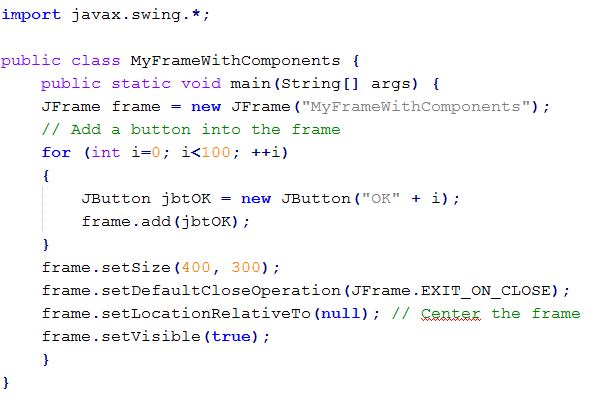 import javax.swing.*;

public class MyFrameWithComponents {
    public static void main(String[] args) {
    JFrame frame = new JFrame("MyFrameWithComponents");
    // Add a button into the frame
    for (int i=0; i<100; ++i)
    {
        JButton jbtOK = new JButton("OK" + i);
        frame.add(jbtOK);
    }
    frame.setSize(400, 300);
    frame.setDefaultCloseOperation(JFrame.EXIT_ON_CLOSE);
    frame.setLocationRelativeTo(null); // Center the frame
    frame.setVisible(true);
    }
}